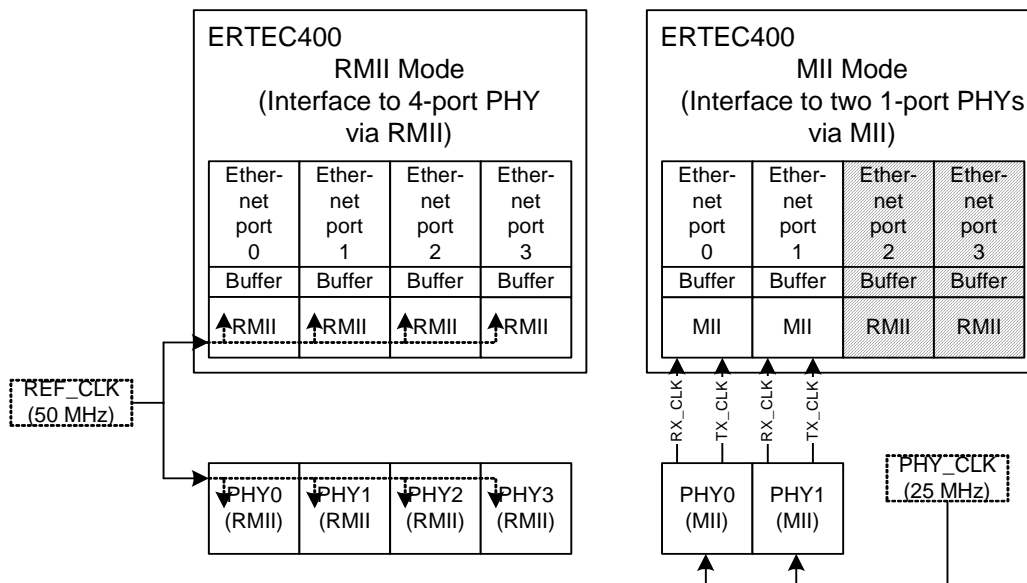 ERTEC400
RMII Mode
(Interface to 4-port PHY
via RMII)
Ether-
net
port
0
Ether-
net
port
1
Ether-
net
port
2
Ether-
net
port
3
Buffer
Buffer
Buffer
Buffer
RMII
RMII
RMII
RMII
REF_CLK
(50 MHz)
PHY0
(RMII)
PHY1
(RMII
PHY2
(RMII)
PHY3
(RMII)
ERTEC400
MII Mode
(Interface to two 1-port PHYs
via MII)
Ether-
net
port
0
Ether-
net
port
1
Ether-
net
port
2
Ether-
net
port
3
Buffer
Buffer
Buffer
Buffer
MII
MII
RMII
RMII
RX_CLK
TX_CLK
RX_CLK
TX_CLK
PHY0
(MII)
PHY1
(MII)
PHY_CLK
(25 MHz)